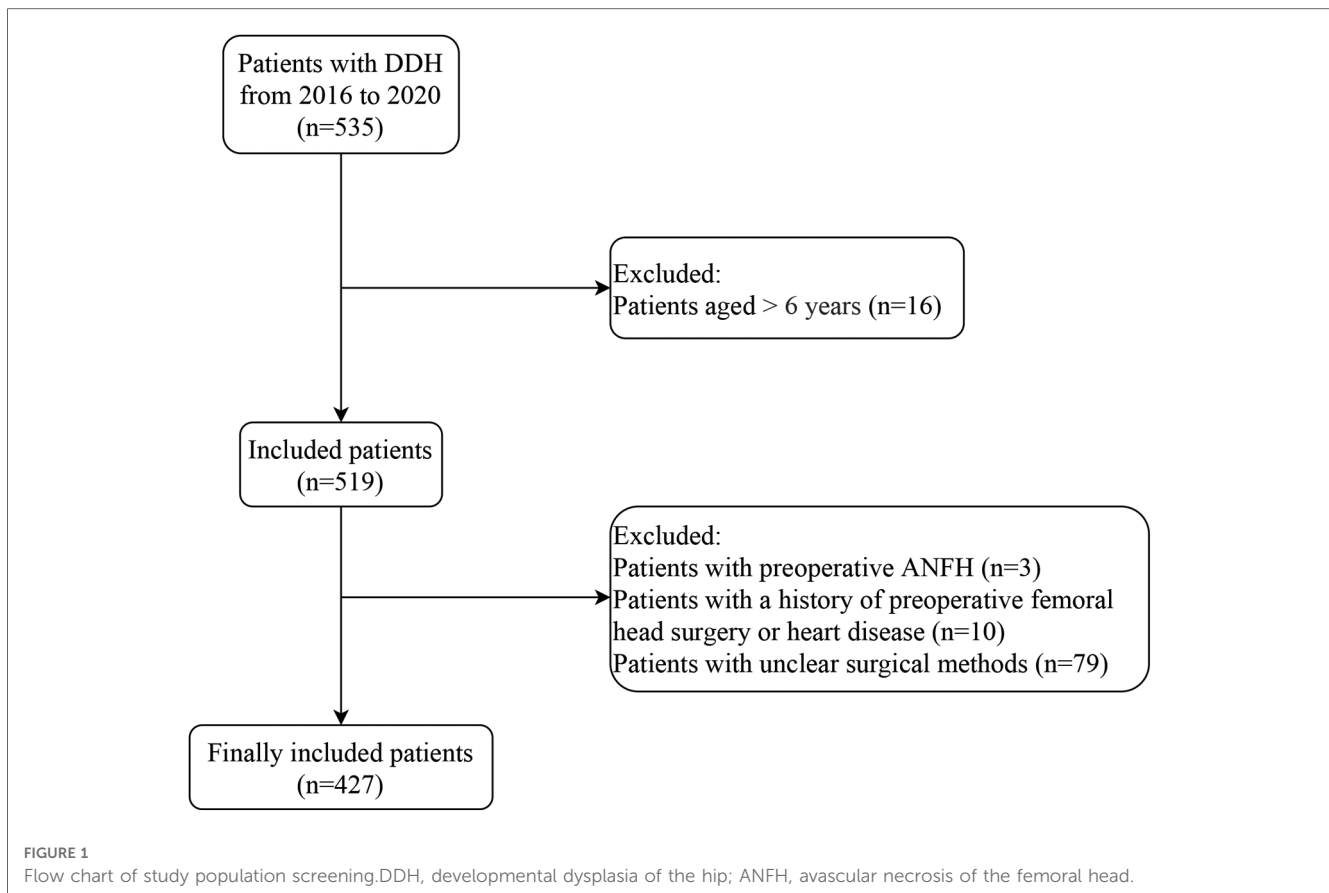 Patients with DDH
from 2016 to 2020
(n=535)
Excluded:
Patients aged > 6 years (n=16)
Included patients
(n=519)
Excluded:
Patients with preoperative ANFH (n=3)
Patients with a history of preoperative femoral
head surgery or heart disease (n=10)
Patients with unclear surgical methods (n=79)
Finally included patients
(n=427)
FIGURE 1
Flow chart of study population screening.DDH, developmental dysplasia of the hip; ANFH, avascular necrosis of the femoral head.